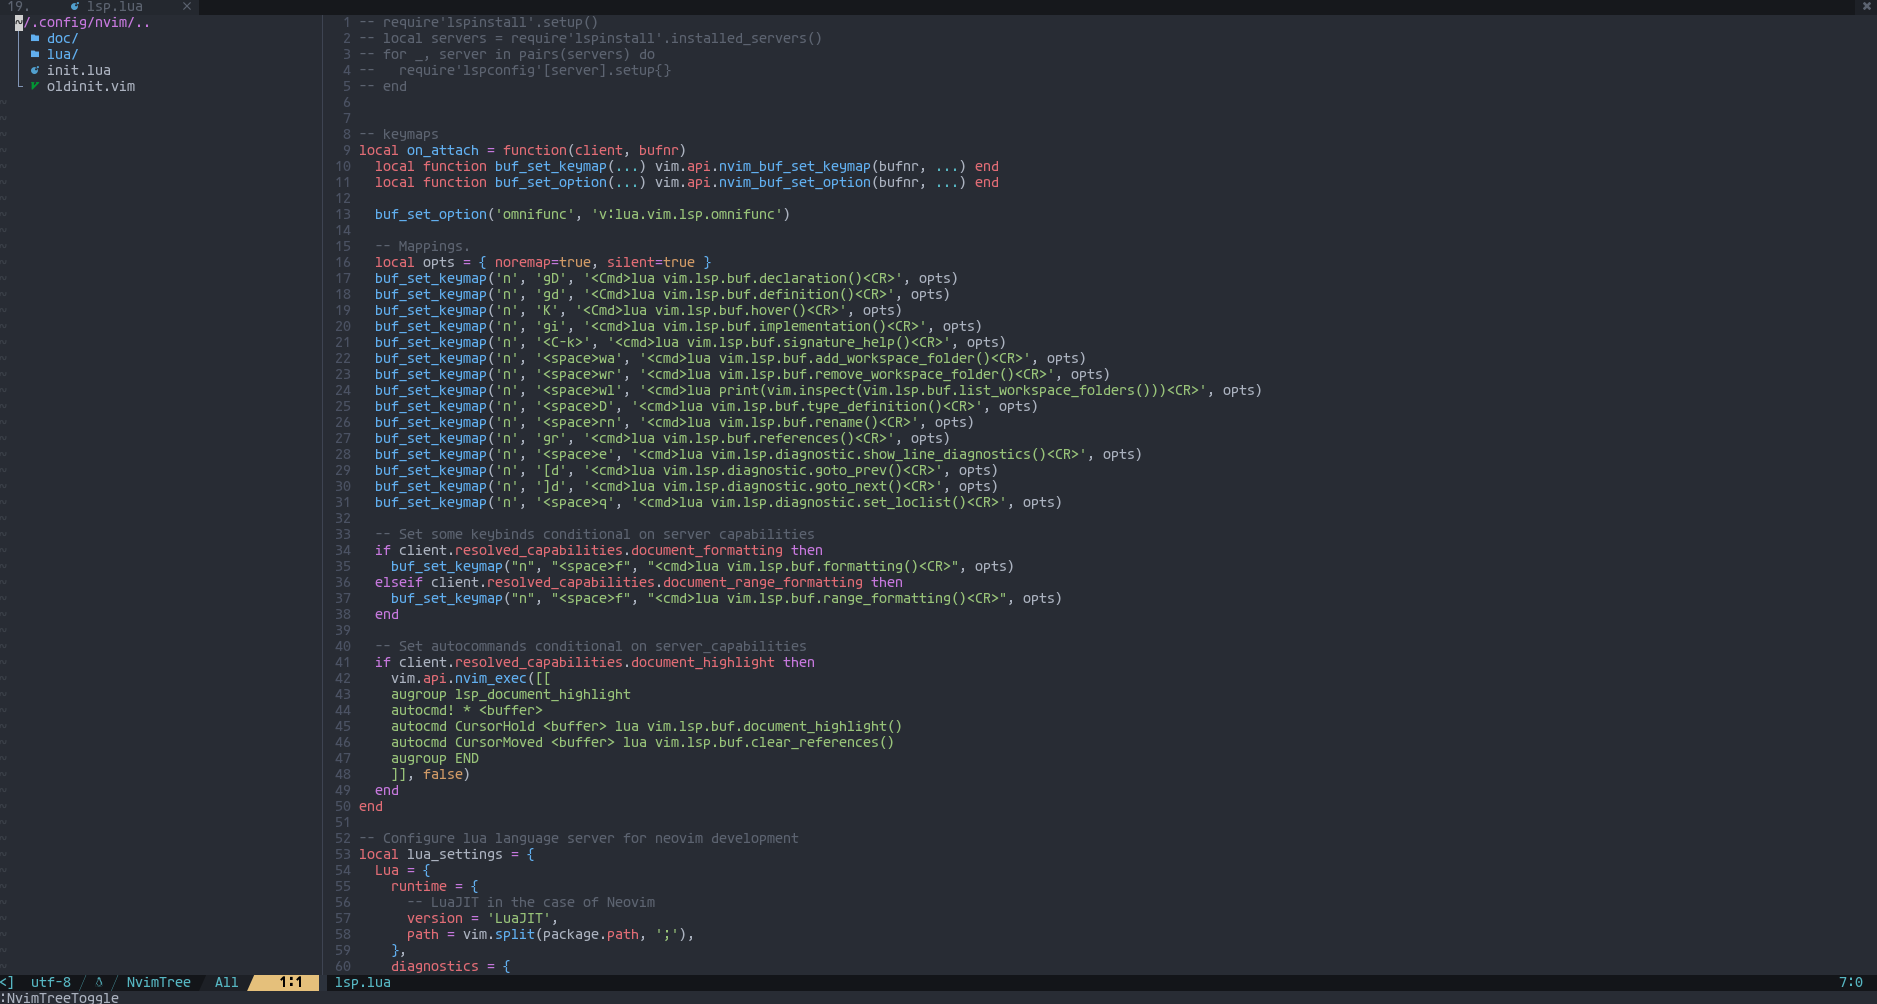 19. lsp.lua ×
~/.config/nvim/..
doc/
lua/
init.lua
oldinit.vim
1 -- require'lspinstall'.setup()
2 -- local servers = require'lspinstall'.installed_servers()
3 -- for _, server in pairs(servers) do
4 --   require'lspconfig'[server].setup{}
5 -- end
6
7
8 -- keymaps
9 local on_attach = function(client, bufnr)
10   local function buf_set_keymap(...) vim.api.nvim_buf_set_keymap(bufnr, ...) end
11   local function buf_set_option(...) vim.api.nvim_buf_set_option(bufnr, ...) end
12
13   buf_set_option('omnifunc', 'v:lua.vim.lsp.omnifunc')
14
15   -- Mappings.
16   local opts = { noremap=true, silent=true }
17   buf_set_keymap('n', 'gD', '<Cmd>lua vim.lsp.buf.declaration()<CR>', opts)
18   buf_set_keymap('n', 'gd', '<Cmd>lua vim.lsp.buf.definition()<CR>', opts)
19   buf_set_keymap('n', 'K', '<Cmd>lua vim.lsp.buf.hover()<CR>', opts)
20   buf_set_keymap('n', 'gi', '<cmd>lua vim.lsp.buf.implementation()<CR>', opts)
21   buf_set_keymap('n', '<C-k>', '<cmd>lua vim.lsp.buf.signature_help()<CR>', opts)
22   buf_set_keymap('n', '<space>wa', '<cmd>lua vim.lsp.buf.add_workspace_folder()<CR>', opts)
23   buf_set_keymap('n', '<space>wr', '<cmd>lua vim.lsp.buf.remove_workspace_folder()<CR>', opts)
24   buf_set_keymap('n', '<space>wl', '<cmd>lua print(vim.inspect(vim.lsp.buf.list_workspace_folders()))<CR>', opts)
25   buf_set_keymap('n', '<space>D', '<cmd>lua vim.lsp.buf.type_definition()<CR>', opts)
26   buf_set_keymap('n', '<space>rn', '<cmd>lua vim.lsp.buf.rename()<CR>', opts)
27   buf_set_keymap('n', 'gr', '<cmd>lua vim.lsp.buf.references()<CR>', opts)
28   buf_set_keymap('n', '<space>e', '<cmd>lua vim.lsp.diagnostic.show_line_diagnostics()<CR>', opts)
29   buf_set_keymap('n', '[d', '<cmd>lua vim.lsp.diagnostic.goto_prev()<CR>', opts)
30   buf_set_keymap('n', ']d', '<cmd>lua vim.lsp.diagnostic.goto_next()<CR>', opts)
31   buf_set_keymap('n', '<space>q', '<cmd>lua vim.lsp.diagnostic.set_loclist()<CR>', opts)
32
33   -- Set some keybinds conditional on server capabilities
34   if client.resolved_capabilities.document_formatting then
35     buf_set_keymap("n", "<space>f", "<cmd>lua vim.lsp.buf.formatting()<CR>", opts)
36   elseif client.resolved_capabilities.document_range_formatting then
37     buf_set_keymap("n", "<space>f", "<cmd>lua vim.lsp.buf.range_formatting()<CR>", opts)
38   end
39
40   -- Set autocommands conditional on server_capabilities
41   if client.resolved_capabilities.document_highlight then
42     vim.api.nvim_exec([[
43     augroup lsp_document_highlight
44     autocmd! * <buffer>
45     autocmd CursorHold <buffer> lua vim.lsp.buf.document_highlight()
46     autocmd CursorMoved <buffer> lua vim.lsp.buf.clear_references()
47     augroup END
48     ]], false)
49   end
50 end
51
52 -- Configure lua language server for neovim development
53 local lua_settings = {
54   Lua = {
55     runtime = {
56       -- LuaJIT in the case of Neovim
57       version = 'LuaJIT',
58       path = vim.split(package.path, ';'),
59     },
60     diagnostics = {
<] utf-8 / / NvimTree All 1:1 lsp.lua 7:0
:NvimTreeToggle